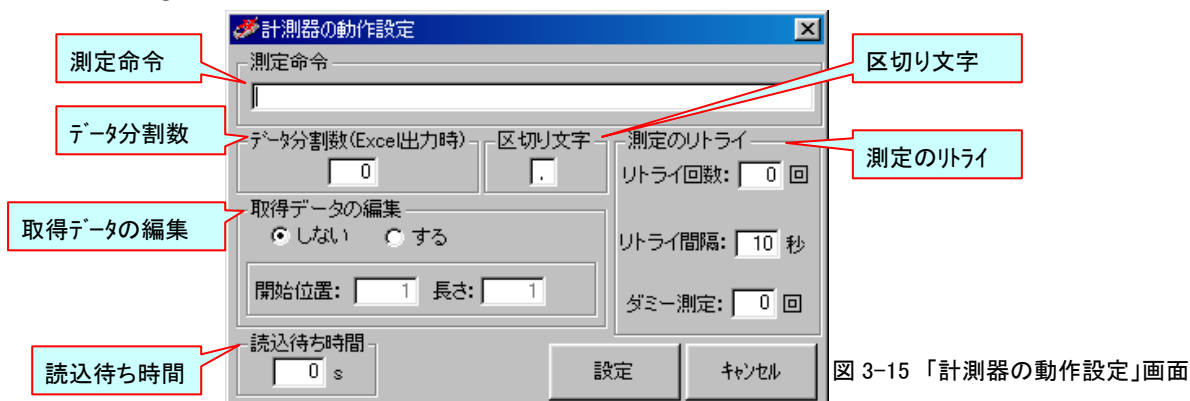 計測器の動作設定
測定命令
区切り文字
測定命令
データ分割数
データ分割数(Excel出力時)
区切り文字
測定のリトライ
測定のリトライ
0
,
リトライ回数: 0 回
取得データの編集
取得データの編集
しない する
リトライ間隔: 10 秒
開始位置: 1 長さ: 1
ダミー測定: 0 回
読込待ち時間
読込待ち時間
0 s
設定
キャンセル
図 3-15 「計測器の動作設定」画面